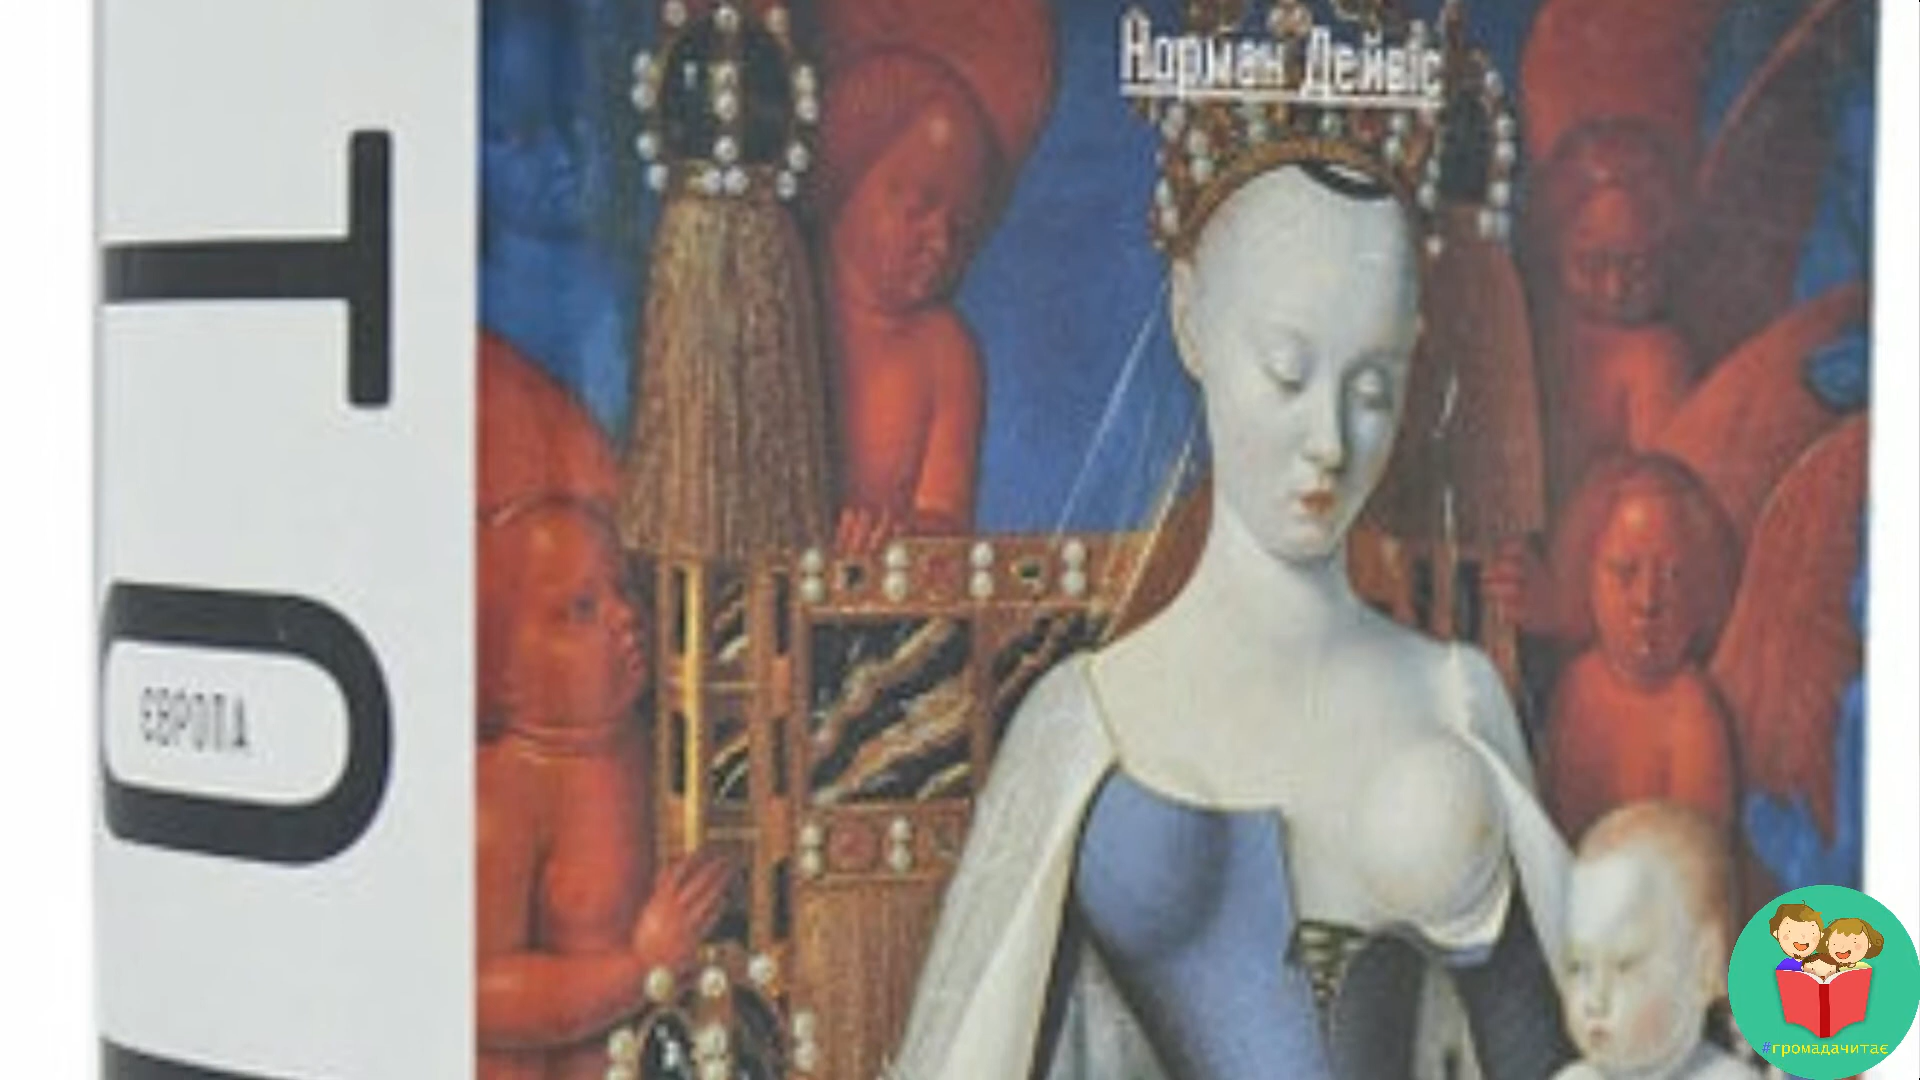 Норман Дейвіс
Т
О
ЄВРОПА
#громадачитає